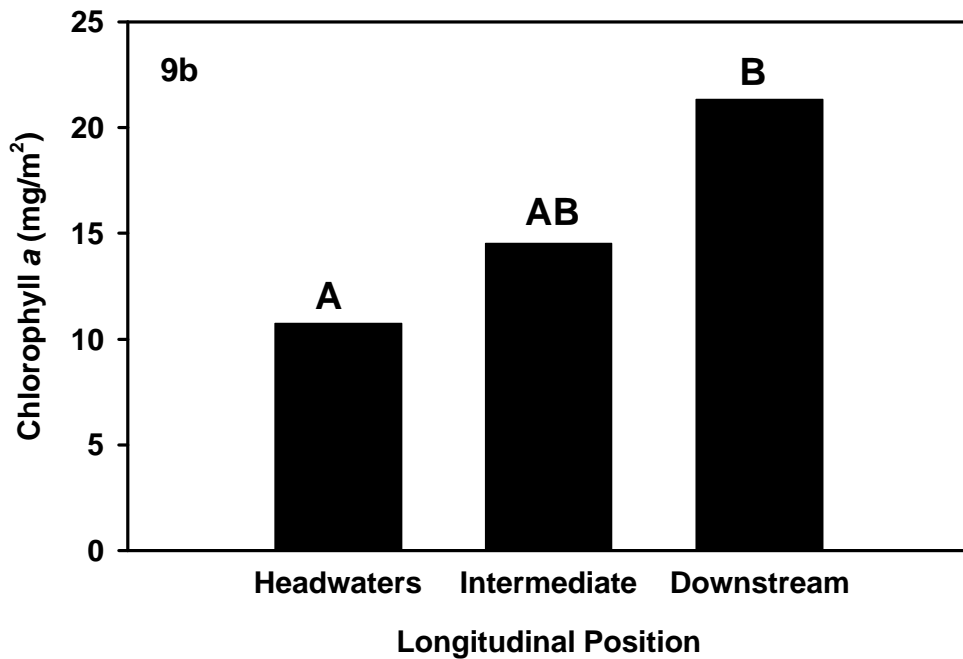 25
9b
B
20
AB
15
A
10
5
0
Chlorophyll a (mg/m²)
Headwaters Intermediate Downstream
Longitudinal Position